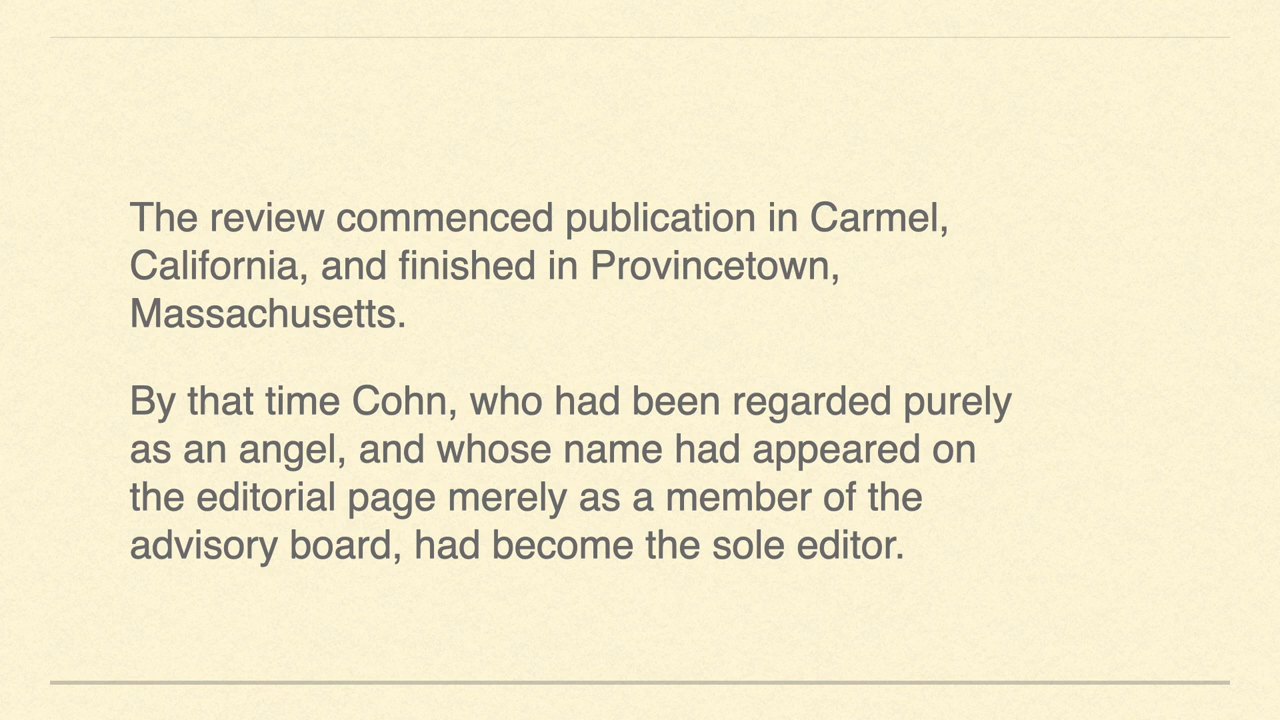 The review commenced publication in Carmel,
California, and finished in Provincetown,
Massachusetts.
By that time Cohn, who had been regarded purely
as an angel, and whose name had appeared on
the editorial page merely as a member of the
advisory board, had become the sole editor.